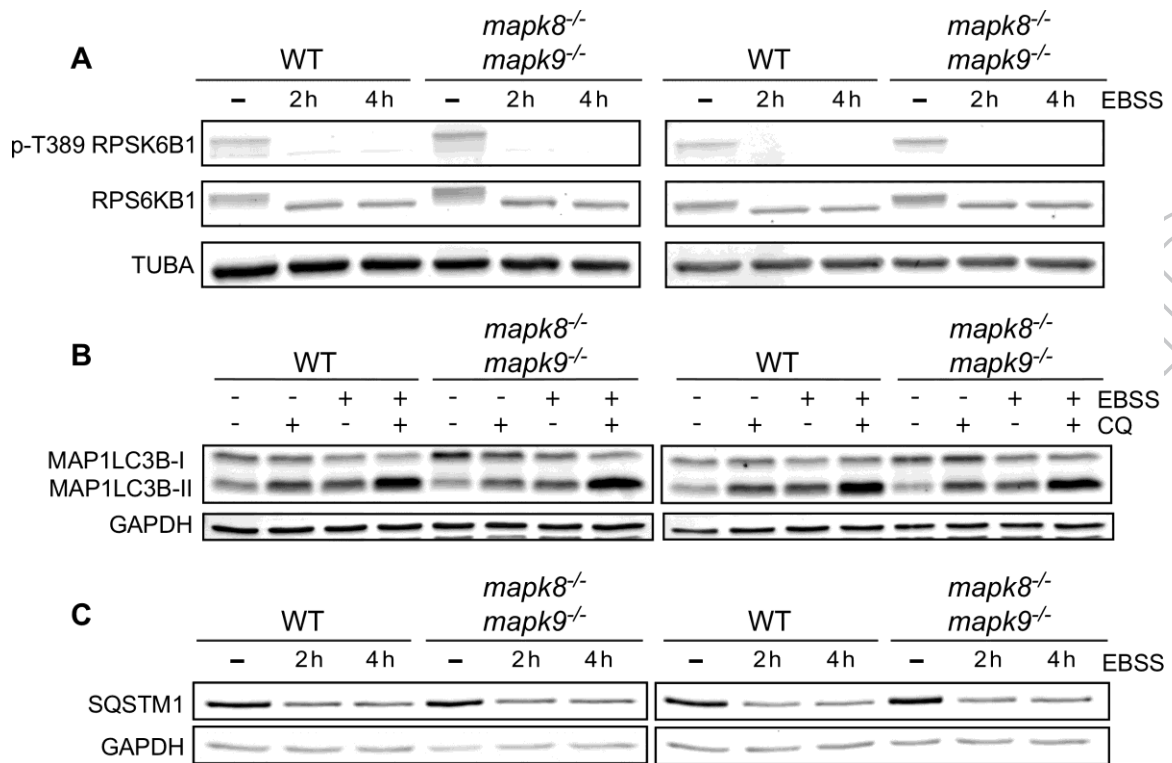 A
WT mapk8-/- mapk9-/- WT mapk8-/- mapk9-/-
– 2h 4h – 2h 4h – 2h 4h – 2h 4h EBSS
p-T389 RPSK6B1
RPS6KB1
TUBA
B
WT mapk8-/- mapk9-/- WT mapk8-/- mapk9-/-
- - + + - - + + - - + + - - + + EBSS
- + - + - + - + - + - + - + - + CQ
MAP1LC3B-I
MAP1LC3B-II
GAPDH
C
WT mapk8-/- mapk9-/- WT mapk8-/- mapk9-/-
– 2h 4h – 2h 4h – 2h 4h – 2h 4h EBSS
SQSTM1
GAPDH